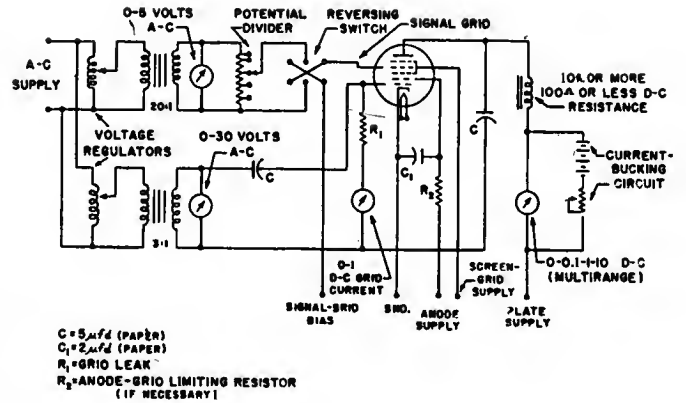 0-5 VOLTS
A-C
POTENTIAL
DIVIDER
REVERSING
SWITCH
SIGNAL GRID
A-C
SUPPLY
20:1
VOLTAGE
REGULATORS
0-30 VOLTS
A-C
C
R1
C1
R2
C
10h OR MORE
100Ω OR LESS D-C
RESISTANCE
CURRENT-
BUCKING
CIRCUIT
3:1
0-1
D-C GRID
CURRENT
SIGNAL-GRID
BIAS
GND.
ANODE
SUPPLY
SCREEN-
GRID SUPPLY
PLATE
SUPPLY
0-0.1-1-10 D-C
(MULTIRANGE)
C=5μfd (PAPER)
C1=2μfd (PAPER)
R1=GRID LEAK
R2=ANODE-GRID LIMITING RESISTOR
(IF NECESSARY)